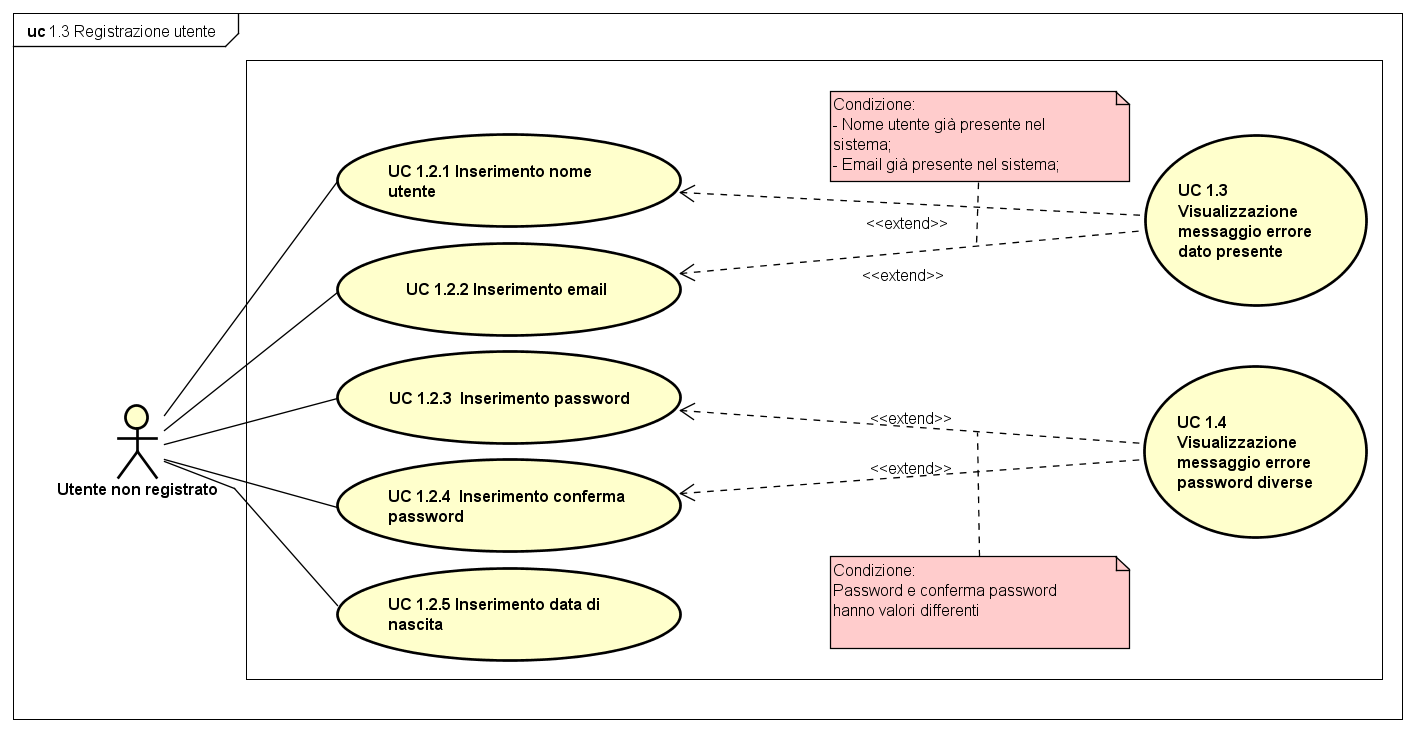 uc 1.3 Registrazione utente
Condizione:
- Nome utente già presente nel
sistema;
- Email già presente nel sistema;
UC 1.2.1 Inserimento nome
utente
<<extend>>
UC 1.3
Visualizzazione
messaggio errore
dato presente
UC 1.2.2 Inserimento email
<<extend>>
UC 1.2.3  Inserimento password
<<extend>>
UC 1.4
Visualizzazione
messaggio errore
password diverse
<<extend>>
Utente non registrato
UC 1.2.4  Inserimento conferma
password
Condizione:
Password e conferma password
hanno valori differenti
UC 1.2.5 Inserimento data di
nascita